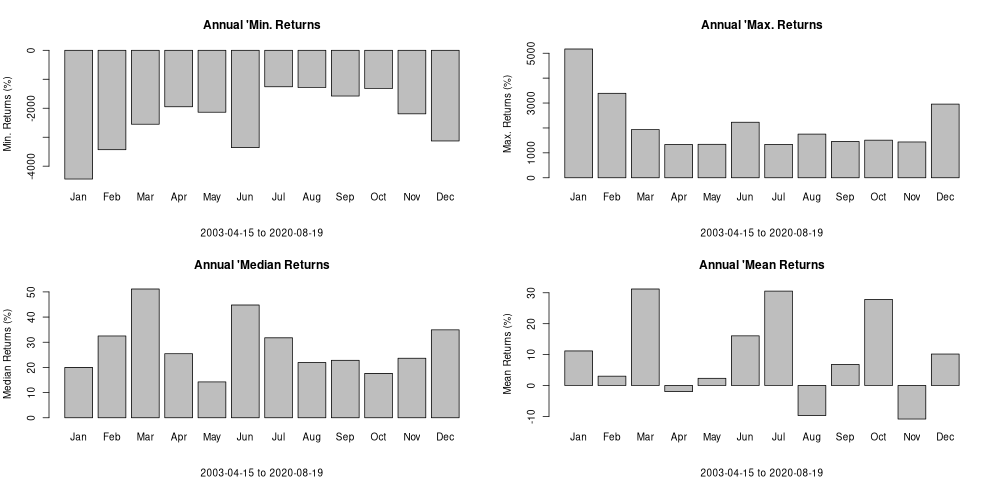 Annual 'Min. Returns
Min. Returns (%)
0
-2000
-4000
Jan Feb Mar Apr May Jun Jul Aug Sep Oct Nov Dec
2003-04-15 to 2020-08-19
Annual 'Max. Returns
Max. Returns (%)
5000
3000
1000
0
Jan Feb Mar Apr May Jun Jul Aug Sep Oct Nov Dec
2003-04-15 to 2020-08-19
Annual 'Median Returns
Median Returns (%)
50
40
30
20
10
0
Jan Feb Mar Apr May Jun Jul Aug Sep Oct Nov Dec
2003-04-15 to 2020-08-19
Annual 'Mean Returns
Mean Returns (%)
30
20
10
0
-10
Jan Feb Mar Apr May Jun Jul Aug Sep Oct Nov Dec
2003-04-15 to 2020-08-19